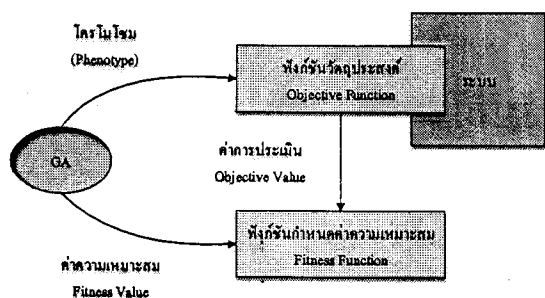 โครโมโซม
(Phenotype)
ฟังก์ชันวัตถุประสงค์
Objective Function
ระบบ
GA
ค่าการประเมิน
Objective Value
ฟังก์ชันกำหนดค่าความเหมาะสม
Fitness Function
ค่าความเหมาะสม
Fitness Value